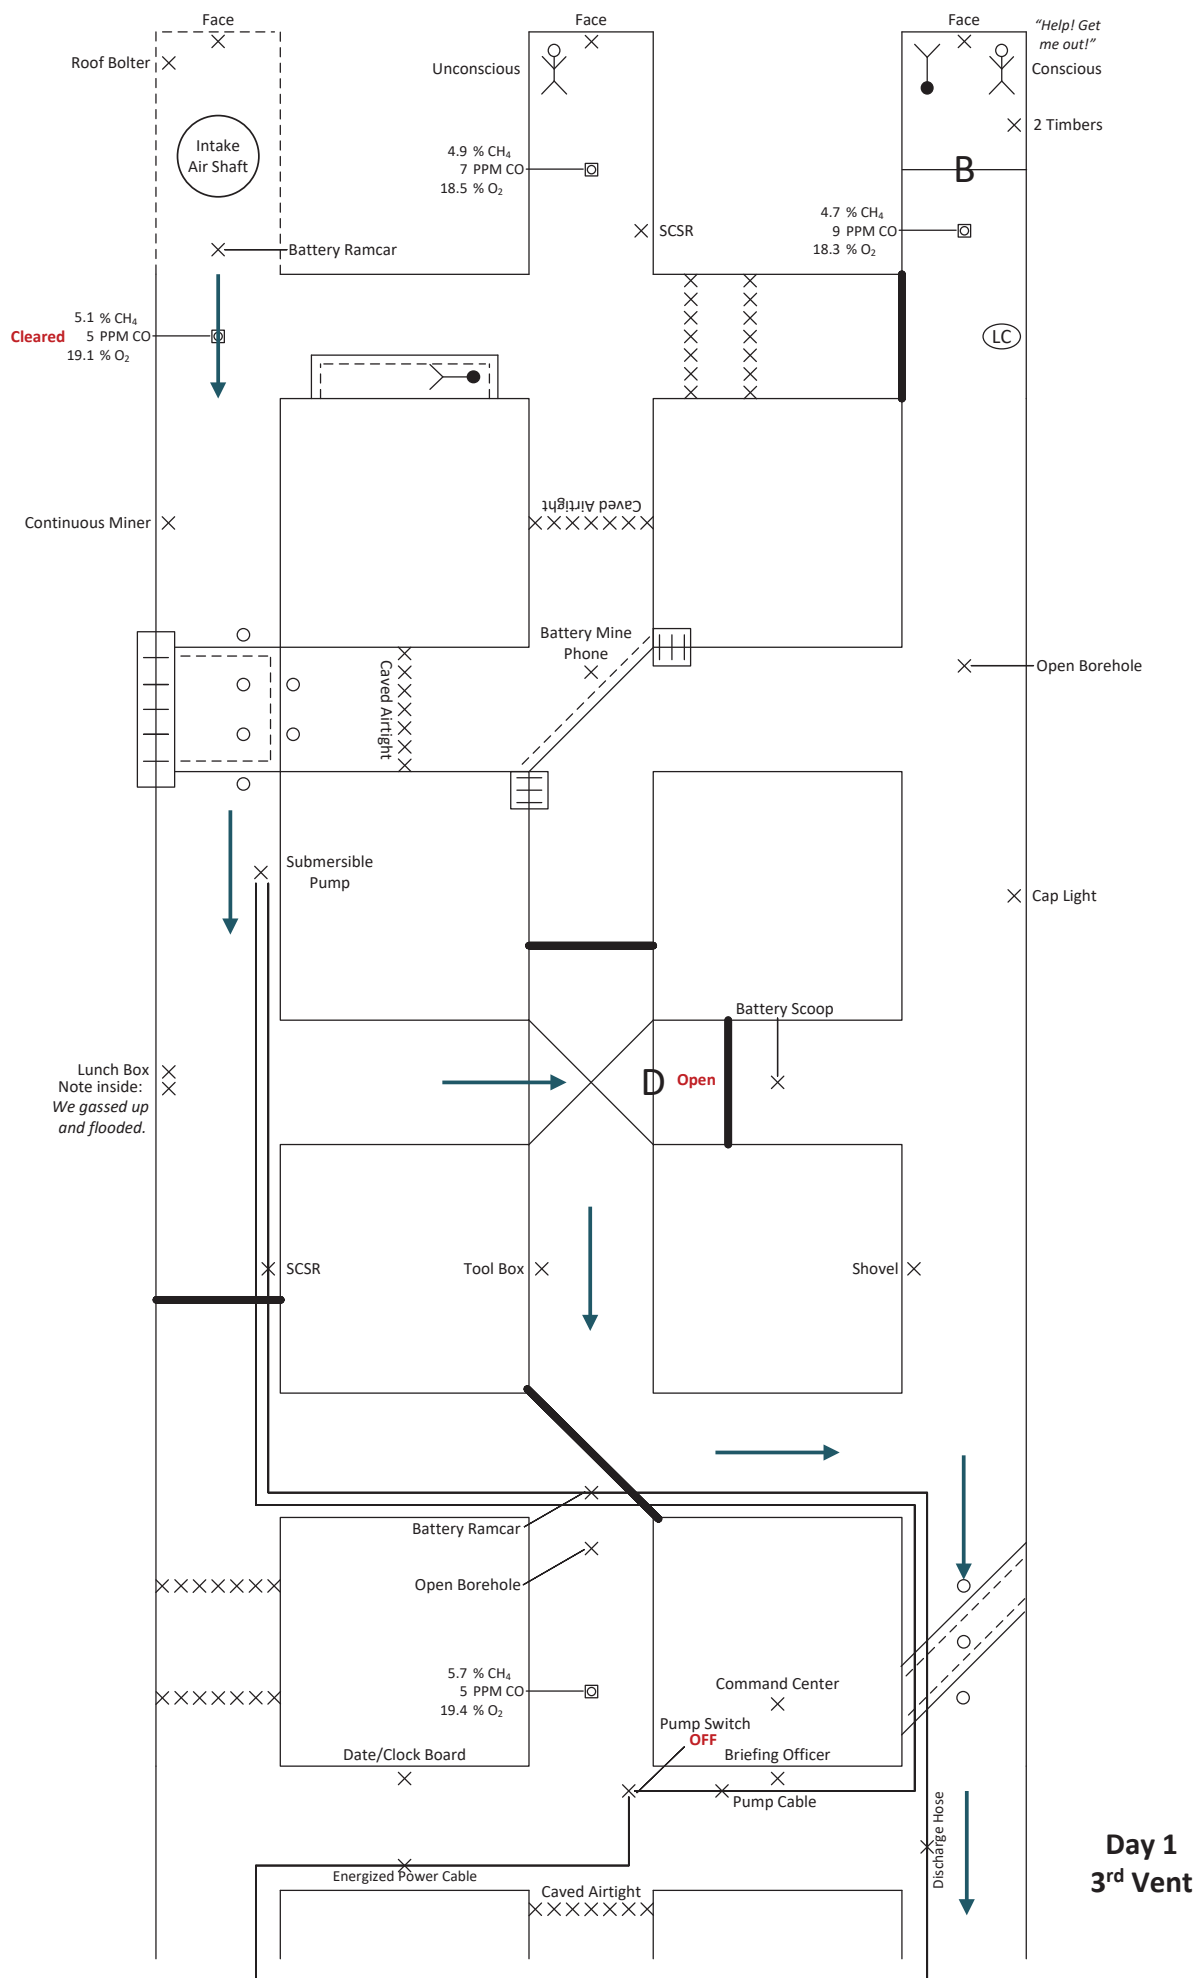 Face
Face
Face
"Help! Get
me out!"
Roof Bolter
Unconscious
Conscious
2 Timbers
Intake
Air Shaft
4.9 % CH₄
7 PPM CO
18.5 % O₂
B
4.7 % CH₄
9 PPM CO
18.3 % O₂
SCSR
Battery Ramcar
5.1 % CH₄
Cleared 5 PPM CO
19.1 % O₂
LC
Caved Airtight
Continuous Miner
Battery Mine
Phone
Caved Airtight
Open Borehole
Submersible
Pump
Cap Light
Battery Scoop
D Open
Lunch Box
Note inside:
We gassed up
and flooded.
SCSR
Tool Box
Shovel
Battery Ramcar
Open Borehole
5.7 % CH₄
5 PPM CO
19.4 % O₂
Command Center
Pump Switch
OFF
Date/Clock Board
Briefing Officer
Pump Cable
Discharge Hose
Energized Power Cable
Caved Airtight
Day 1
3rd Vent